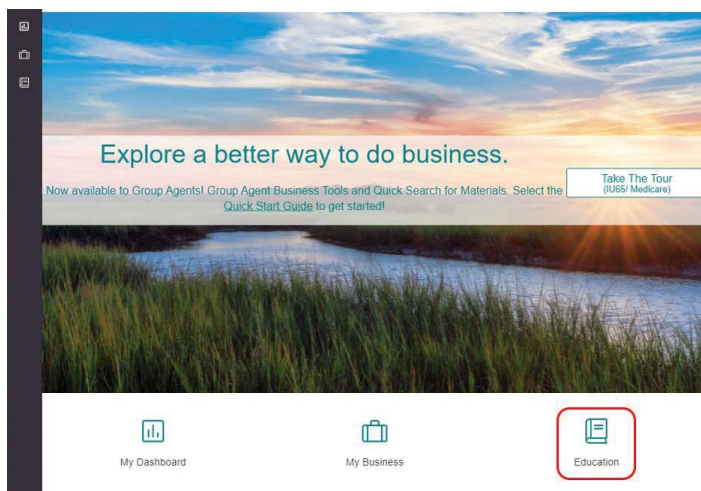 Explore a better way to do business.
Now available to Group Agents! Group Agent Business Tools and Quick Search for Materials. Select the
Quick Start Guide to get started!
Take The Tour
(IU65/ Medicare)
My Dashboard
My Business
Education